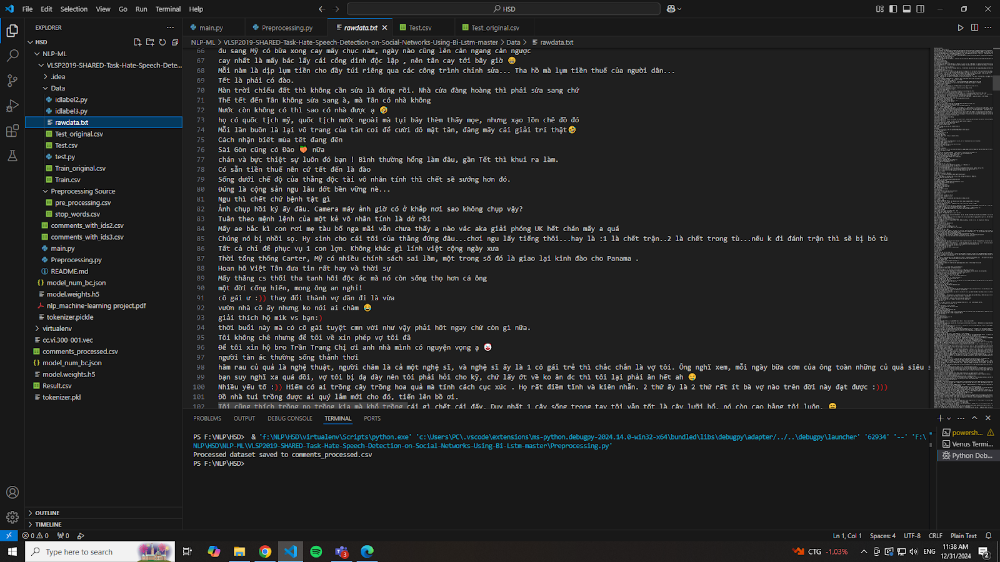 File Edit Selection View Go Run Terminal Help
HSD
EXPLORER
main.py Preprocessing.py rawdata.txt Test.csv Test_original.csv
HSD
NLP-ML > VLSP2019-SHARED-Task-Hate-Speech-Detection-on-Social-Networks-Using-Bi-Lstm-master > Data > rawdata.txt
NLP-ML
VLSP2019-SHARED-Task-Hate-Speech-Dete...
.idea
Data
idlabel2.py
idlabel3.py
rawdata.txt
Test_original.csv
Test.csv
test.py
Train_original.csv
Train.csv
Preprocessing Source
pre_processing.csv
stop_words.csv
comments_with_ids2.csv
comments_with_ids3.csv
main.py
Preprocessing.py
README.md
model_num_bc.json
model.weights.h5
nlp_machine-learning project.pdf
tokenizer.pickle
virtualenv
cc.vi.300-001.vec
comments_processed.csv
model_num_bc.json
model.weights.h5
Result.csv
tokenizer.pkl
OUTLINE
TIMELINE
66 đu sang Mỹ có bữa xong cay mấy chục năm, ngày nào cũng lên cắn ngang cắn ngược
67 cay nhất là mấy bác lấy cái cổng dinh độc lập , nên tân cay tới bây giờ 😁
68 Mỗi năm là dịp lụm tiền cho đầy túi riêng qua các công trình chỉnh sửa... Tha hồ mà lụm tiền thuế của người dân...
69 Tết là phải có đào.
70 Màn trời chiếu đất thì không cần sửa là đúng rồi. Nhà cửa đàng hoàng thì phải sửa sang chứ
71 Thế tết đến Tân không sửa sang à, mà Tân có nhà không
72 Nước còn không có thì sao có nhà được ạ 🤣
73 họ có quốc tịch mỹ, quốc tịch nước ngoài mà tụi bây thèm thấy mọe, nhưng xạo lồn chê đồ đó
74 Mỗi lần buồn là lại vô trang của tân coi để cười dô mặt tân, đăng mấy cái giải trí thật🤣
75 Cách nhận biết mùa tết đang đến
76 Sài Gòn cũng có Đào 🍑 nữa
77 chán và bực thiệt sự luôn đó bạn ! Bình thường hổng làm đâu, gần Tết thì khui ra làm.
78 Có sẵn tiền thuế nên cứ tết đến là đào
79 Sống dưới chế độ của thằng độc tài vô nhân tính thì chết sẽ sướng hơn đó.
80 Đúng là cộng sản ngu lâu dốt bền vững nè...
81 Ngu thì chết chứ bệnh tật gì
82 Ảnh chụp hồi ký ấy đâu. Camera máy ảnh giờ có ở khắp nơi sao không chụp vậy?
83 Tuân theo mệnh lệnh của một kẻ vô nhân tính là dở rồi
84 Mấy ae bắc kì con rơi mẹ tàu bố nga mãi vẫn chưa thấy a nào vác aka giải phóng UK hết chán mấy a quá
85 Chúng nó bị nhồi sọ. Hy sinh cho cái tôi của thằng đứng đâu...chơi ngu lấy tiếng thôi...hay là :1 là chết trận..2 là chết trong tù...nếu k đi đánh trận thì sẽ bị bỏ tù
86 Tất cả chỉ để phục vụ 1 con lợn. Không khác gì lính việt cộng ngày xưa
87 Thời tổng thống Carter, Mỹ có nhiều chính sách sai lầm, một trong số đó là giao lại kinh đào cho Panama .
88 Hoan hô Việt Tân đưa tin rất hay và thời sự
89 Mấy thằng cs thối tha tanh hôi độc ác mà nó còn sống thọ hơn cả ông
90 một đời cống hiến, mong ông an nghỉ!
91 cô gái ư :)) thay đổi thành vợ dần đi là vừa
92 vườn nhà cô ấy nhưng ko nói ai chăm 😂
93 giải thích hộ mik vs bạn:)
94 thời buổi này mà có cô gái tuyệt cmn vời như vậy phải hốt ngay chứ còn gì nữa.
95 Tôi không chê nhưng để tôi về xin phép vợ tôi đã
96 Để tôi xin hộ bro Trần Trang Chị ơi anh nhà mình có nguyện vọng ạ 🤡
97 người tàn ác thường sống thảnh thơi
98 hăm rau củ quả là nghệ thuật, người chăm là cả một nghệ sĩ, và nghệ sĩ ấy là 1 cô gái trẻ thì chắc chắn là vợ tôi. Ông nghĩ xem, mỗi ngày bữa cơm của ông toàn những củ quả siêu s
99 bạn suy nghĩ xa quá dồi, vợ tôi bị dạ dày nên tôi phải hỏi cho kỹ, chứ lấy ớt về ko ăn đc thì tôi lại phải ăn hết ah 😊
100 Nhiều yếu tố :)) Hiếm có ai trồng cây trồng hoa quả mà tính cách cục xúc . Họ rất điềm tĩnh và kiên nhẫn. 2 thứ ấy là 2 thứ rất ít bà vợ nào trên đời này đạt được :)))
101 Đồ nhà tui trồng được ai quý lắm mới cho đó, tiến lên bồ ơi.
102 Tôi cũng thích trồng nọ trồng kia mà khổ trồng cái gì chết cái đấy. Duy nhất 1 cây sống trong tay tôi vẫn tốt là cây lưỡi hổ, nó còn cao bằng tôi luôn. 😑
PROBLEMS OUTPUT DEBUG CONSOLE TERMINAL PORTS
PS F:\NLP\HSD> & 'f:\NLP\HSD\virtualenv\Scripts\python.exe' 'c:\Users\PC\.vscode\extensions\ms-python.debugpy-2024.14.0-win32-x64\bundled\libs\debugpy\adapter/../..\debugpy\launcher' '62934' '--' 'F:\
NLP\HSD\NLP-ML\VLSP2019-SHARED-Task-Hate-Speech-Detection-on-Social-Networks-Using-Bi-Lstm-master\Preprocessing.py'
Processed dataset saved to comments_processed.csv
PS F:\NLP\HSD>
powersh...
Venus Termi...
Python Deb...
0 0 0
Ln 1, Col 1 Spaces: 4 UTF-8 CRLF Plain Text
Type here to search
3
CTG -1,03%
ENG
11:38 AM
12/31/2024
2